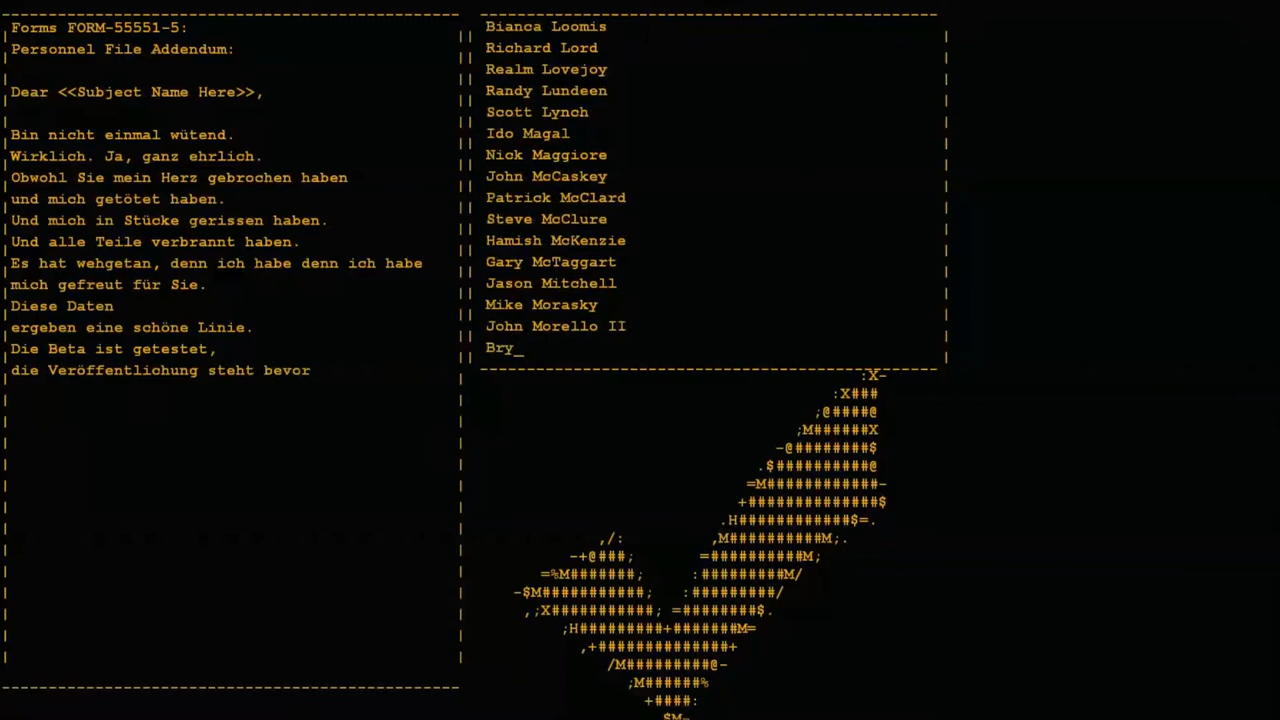 Forms FORM-55551-5:
Personnel File Addendum:
Dear <<Subject Name Here>>,
Bin nicht einmal wütend.
Wirklich. Ja, ganz ehrlich.
Obwohl Sie mein Herz gebrochen haben
und mich getötet haben.
Und mich in Stücke gerissen haben.
Und alle Teile verbrannt haben.
Es hat wehgetan, denn ich habe denn ich habe
mich gefreut für Sie.
Diese Daten
ergeben eine schöne Linie.
Die Beta ist getestet,
die Veröffentlichung steht bevor
Bianca Loomis
Richard Lord
Realm Lovejoy
Randy Lundeen
Scott Lynch
Ido Magal
Nick Maggiore
John McCaskey
Patrick McClard
Steve McClure
Hamish McKenzie
Gary McTaggart
Jason Mitchell
Mike Morasky
John Morello II
Bry_